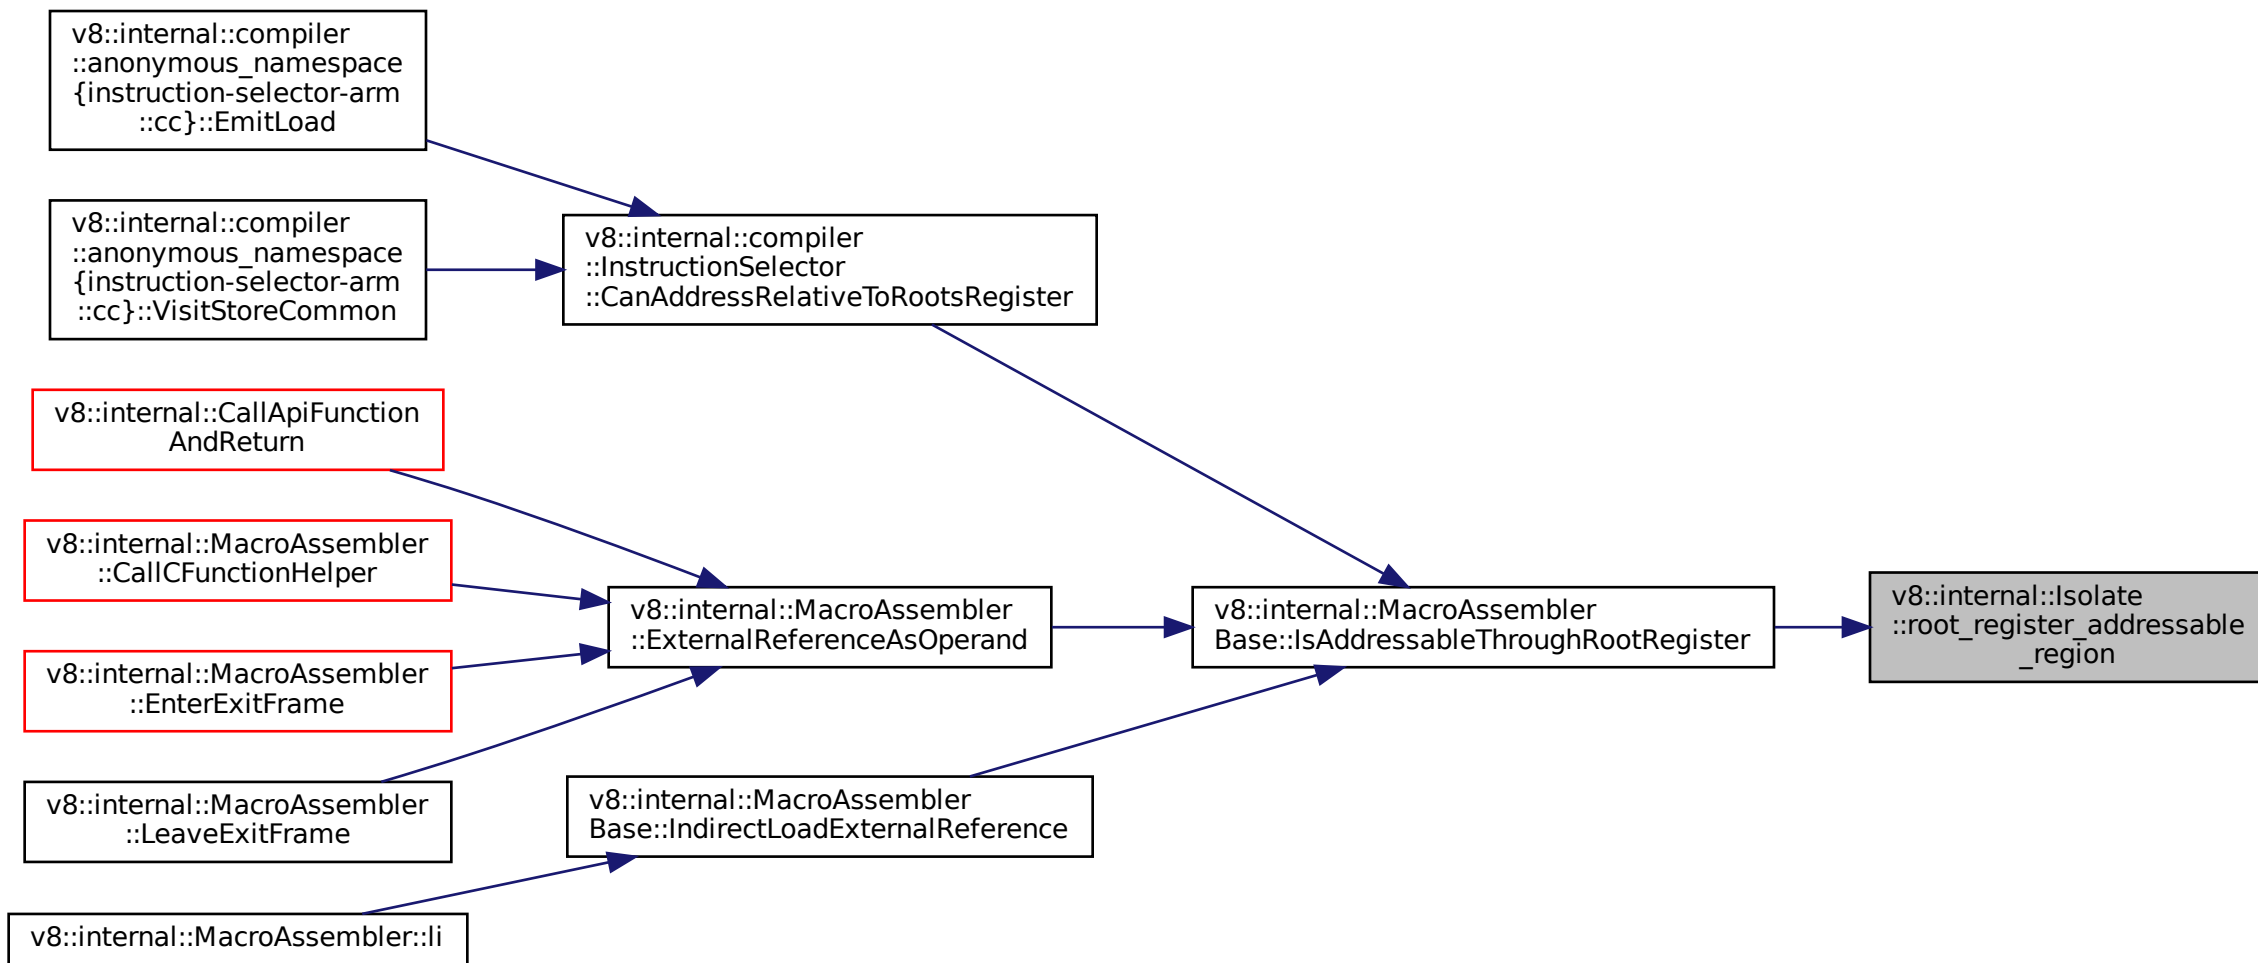 v8::internal::compiler
::anonymous_namespace
{instruction-selector-arm
::cc}::EmitLoad
v8::internal::compiler
::anonymous_namespace
{instruction-selector-arm
::cc}::VisitStoreCommon
v8::internal::compiler
::InstructionSelector
::CanAddressRelativeToRootsRegister
v8::internal::CallApiFunction
AndReturn
v8::internal::MacroAssembler
::CallCFunctionHelper
v8::internal::MacroAssembler
::EnterExitFrame
v8::internal::MacroAssembler
::LeaveExitFrame
v8::internal::MacroAssembler
::ExternalReferenceAsOperand
v8::internal::MacroAssembler
Base::IsAddressableThroughRootRegister
v8::internal::Isolate
::root_register_addressable
_region
v8::internal::MacroAssembler
Base::IndirectLoadExternalReference
v8::internal::MacroAssembler::li